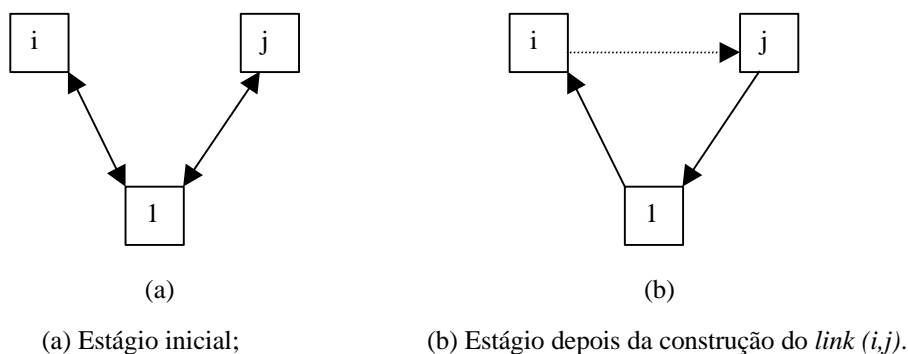 i j i j
1 1
(a) (b)
(a) Estágio inicial; (b) Estágio depois da construção do link (i,j).